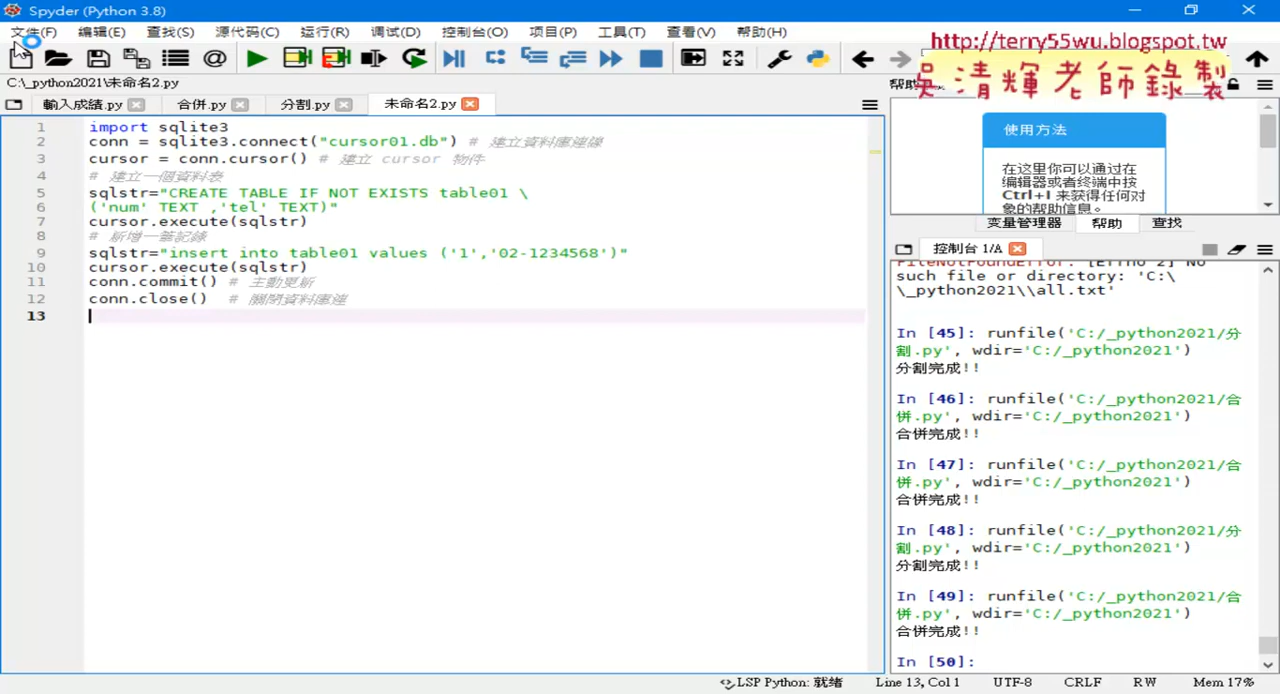 Spyder (Python 3.8)
文件(F) 编辑(E) 查找(S) 源代码(C) 运行(R) 调试(D) 控制台(O) 项目(P) 工具(T) 查看(V) 帮助(H)
http://terry55wu.blogspot.tw
吳清輝老師錄製
C:\_python2021\未命名2.py
輸入成績.py 合併.py 分割.py 未命名2.py
1 import sqlite3
2 conn = sqlite3.connect("cursor01.db") # 建立資料庫連線
3 cursor = conn.cursor() # 建立 cursor 物件
4 # 建立一個資料表
5 sqlstr="CREATE TABLE IF NOT EXISTS table01 \
6 ('num' TEXT ,'tel' TEXT)"
7 cursor.execute(sqlstr)
8 # 新增一筆記錄
9 sqlstr="insert into table01 values ('1','02-1234568')"
10 cursor.execute(sqlstr)
11 conn.commit() # 主動更新
12 conn.close() # 關閉資料庫連
13
帮助
使用方法
在这里你可以通过在
编辑器或者终端中按
Ctrl+I 来获得任何对
象的帮助信息。
变量管理器 帮助 查找
控制台 1/A
FileNotFoundError: [Errno 2] No
such file or directory: 'C:\
\_python2021\\all.txt'
In [45]: runfile('C:/_python2021/分
割.py', wdir='C:/_python2021')
分割完成!!
In [46]: runfile('C:/_python2021/合
併.py', wdir='C:/_python2021')
合併完成!!
In [47]: runfile('C:/_python2021/合
併.py', wdir='C:/_python2021')
合併完成!!
In [48]: runfile('C:/_python2021/分
割.py', wdir='C:/_python2021')
分割完成!!
In [49]: runfile('C:/_python2021/合
併.py', wdir='C:/_python2021')
合併完成!!
In [50]:
LSP Python: 就绪 Line 13, Col 1 UTF-8 CRLF RW Mem 17%